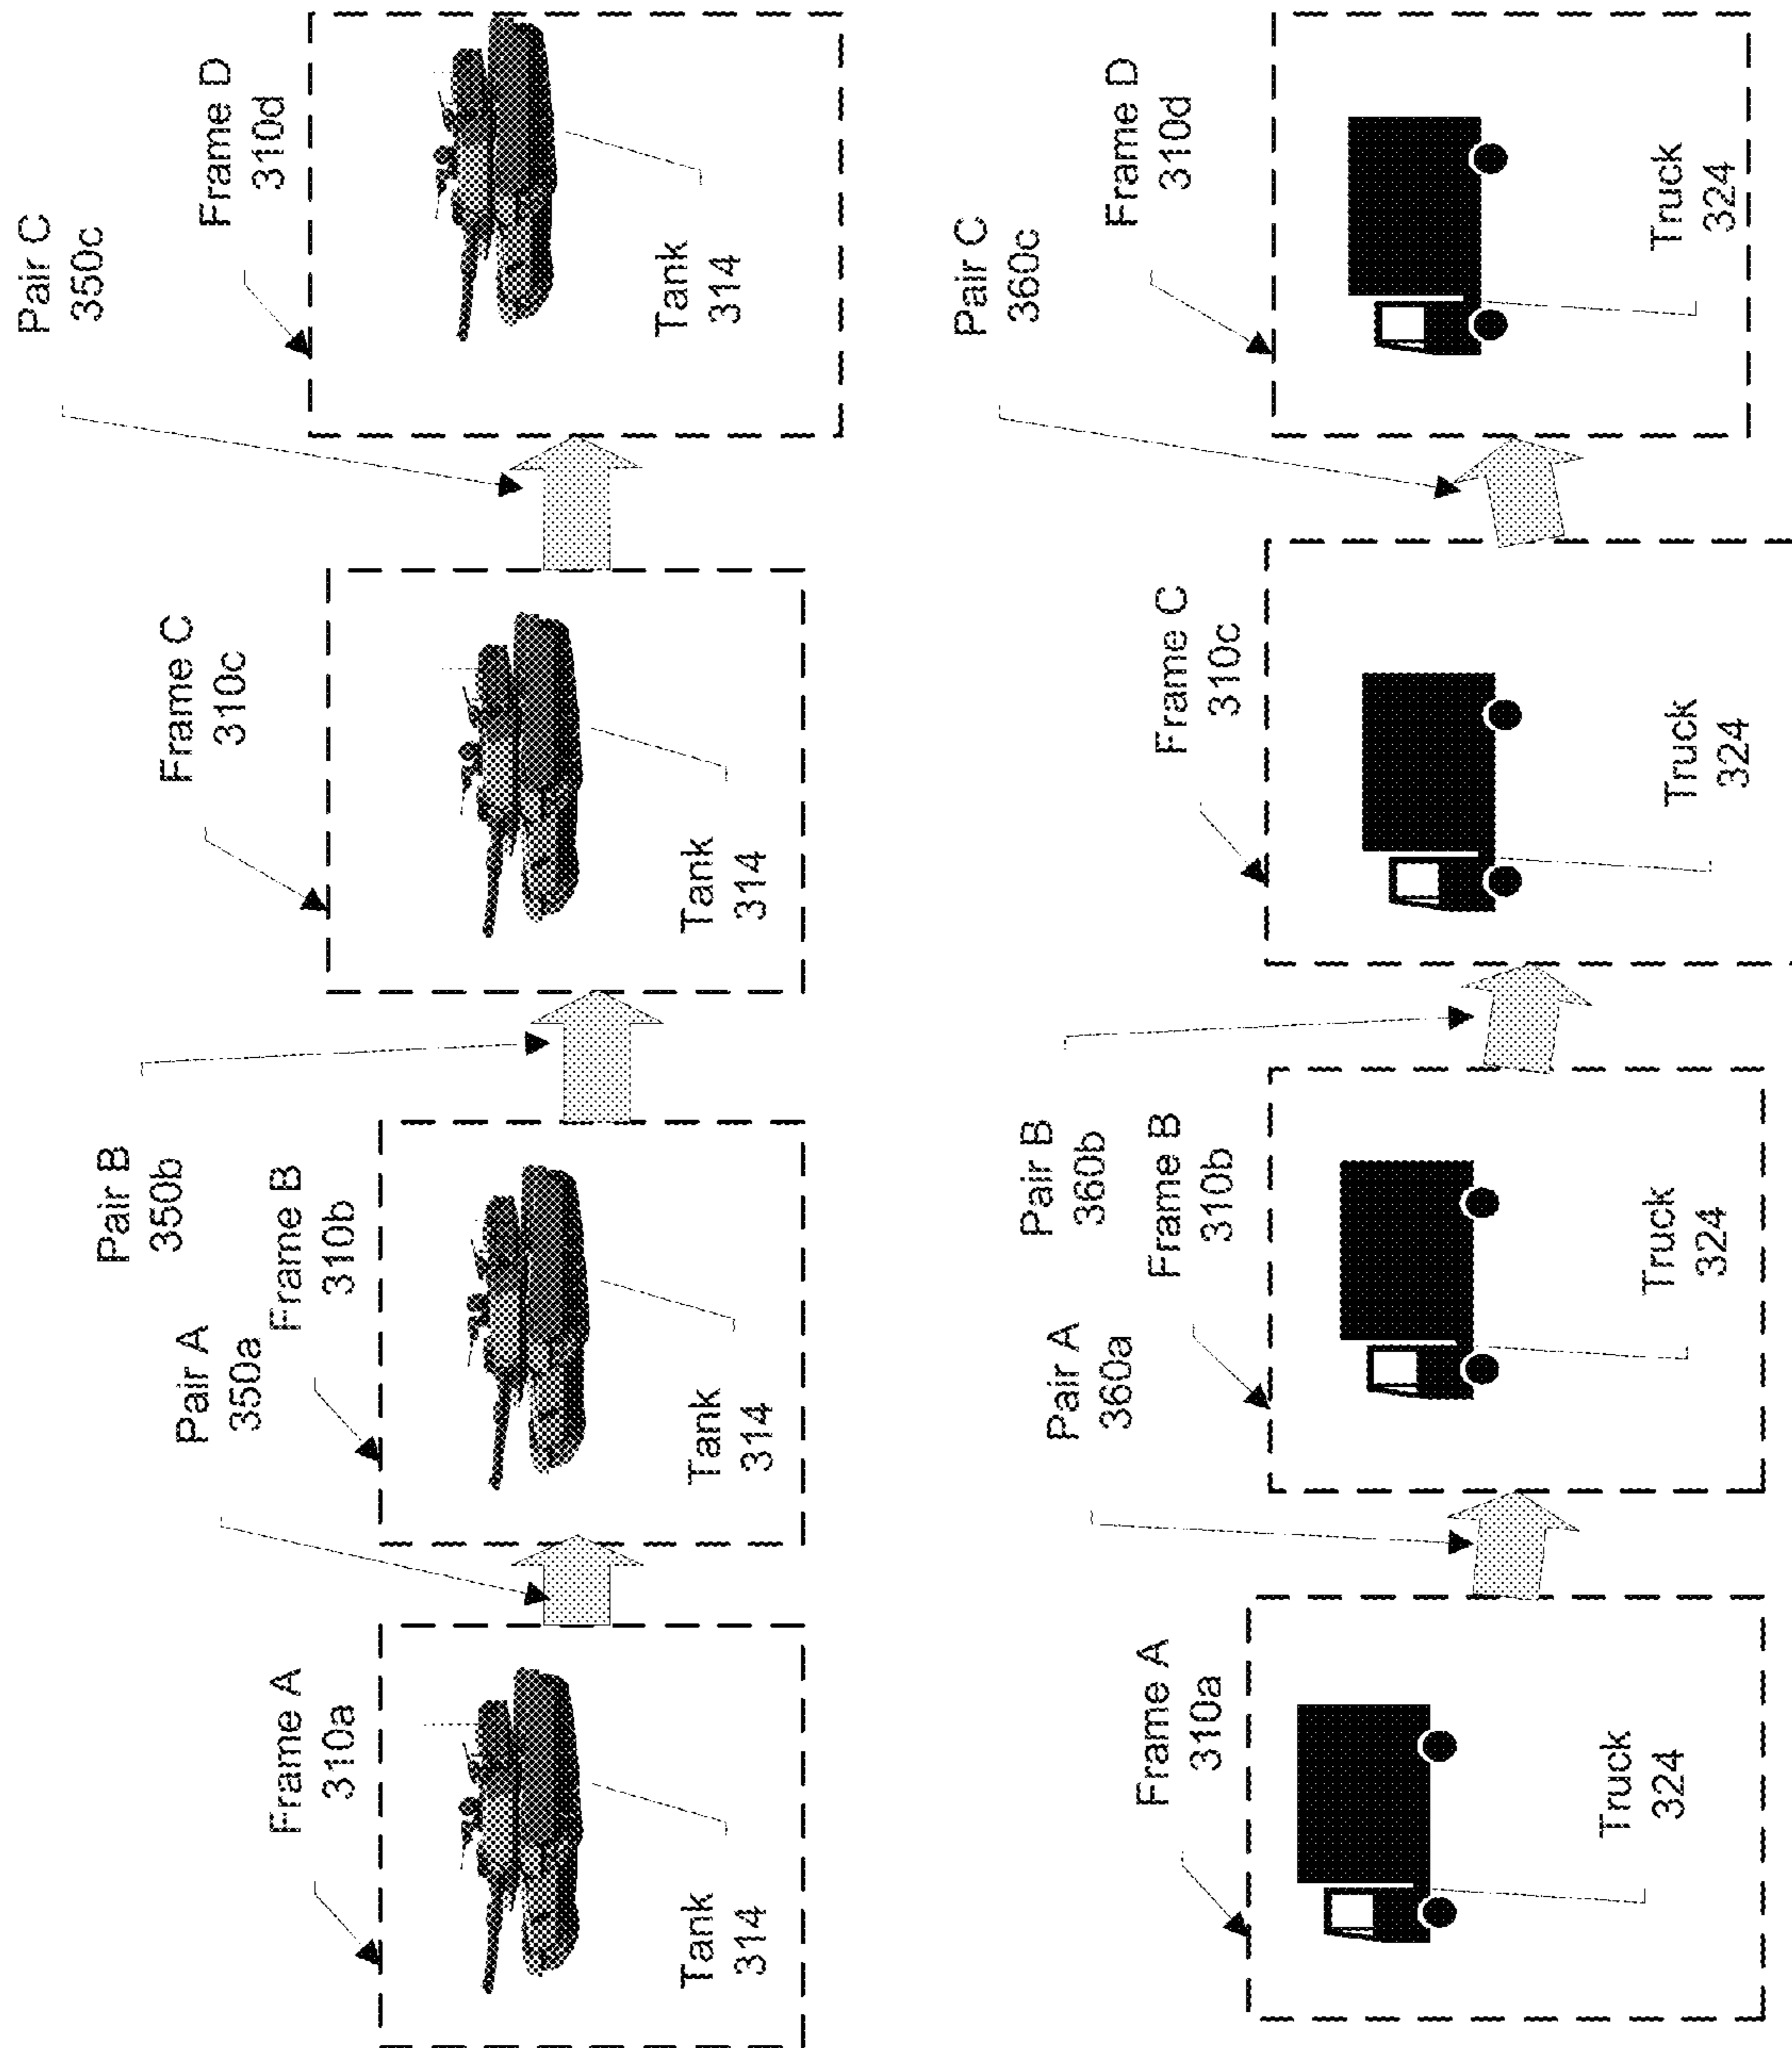 Frame A
310a
Tank
314
Pair A
350a
Frame B
310b
Tank
314
Pair B
350b
Frame C
310c
Tank
314
Pair C
350c
Frame D
310d
Tank
314
Frame A
310a
Truck
324
Pair A
360a
Frame B
310b
Truck
324
Pair B
360b
Frame C
310c
Truck
324
Pair C
360c
Frame D
310d
Truck
324